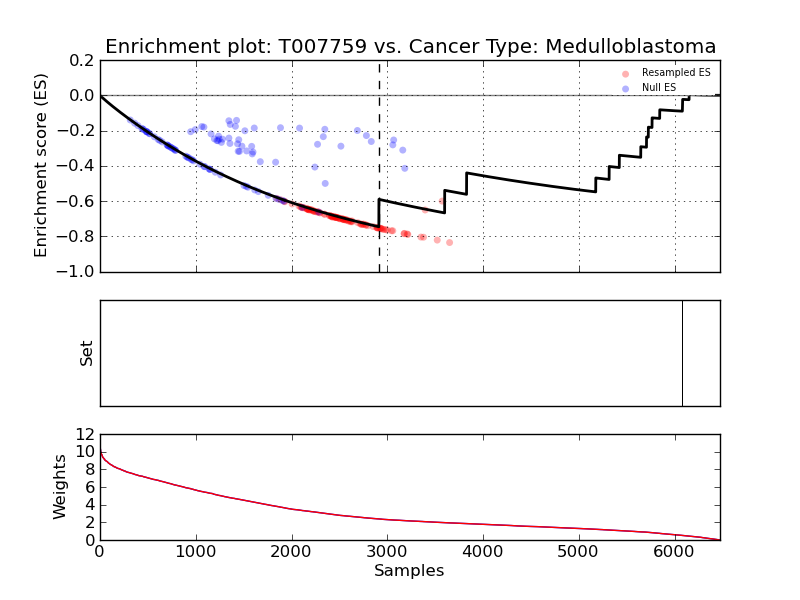 Enrichment plot: T007759 vs. Cancer Type: Medulloblastoma
Enrichment score (ES)
0.2
0.0
−0.2
−0.4
−0.6
−0.8
−1.0
Resampled ES
Null ES
Set
Weights
12
10
8
6
4
2
0
0 1000 2000 3000 4000 5000 6000
Samples